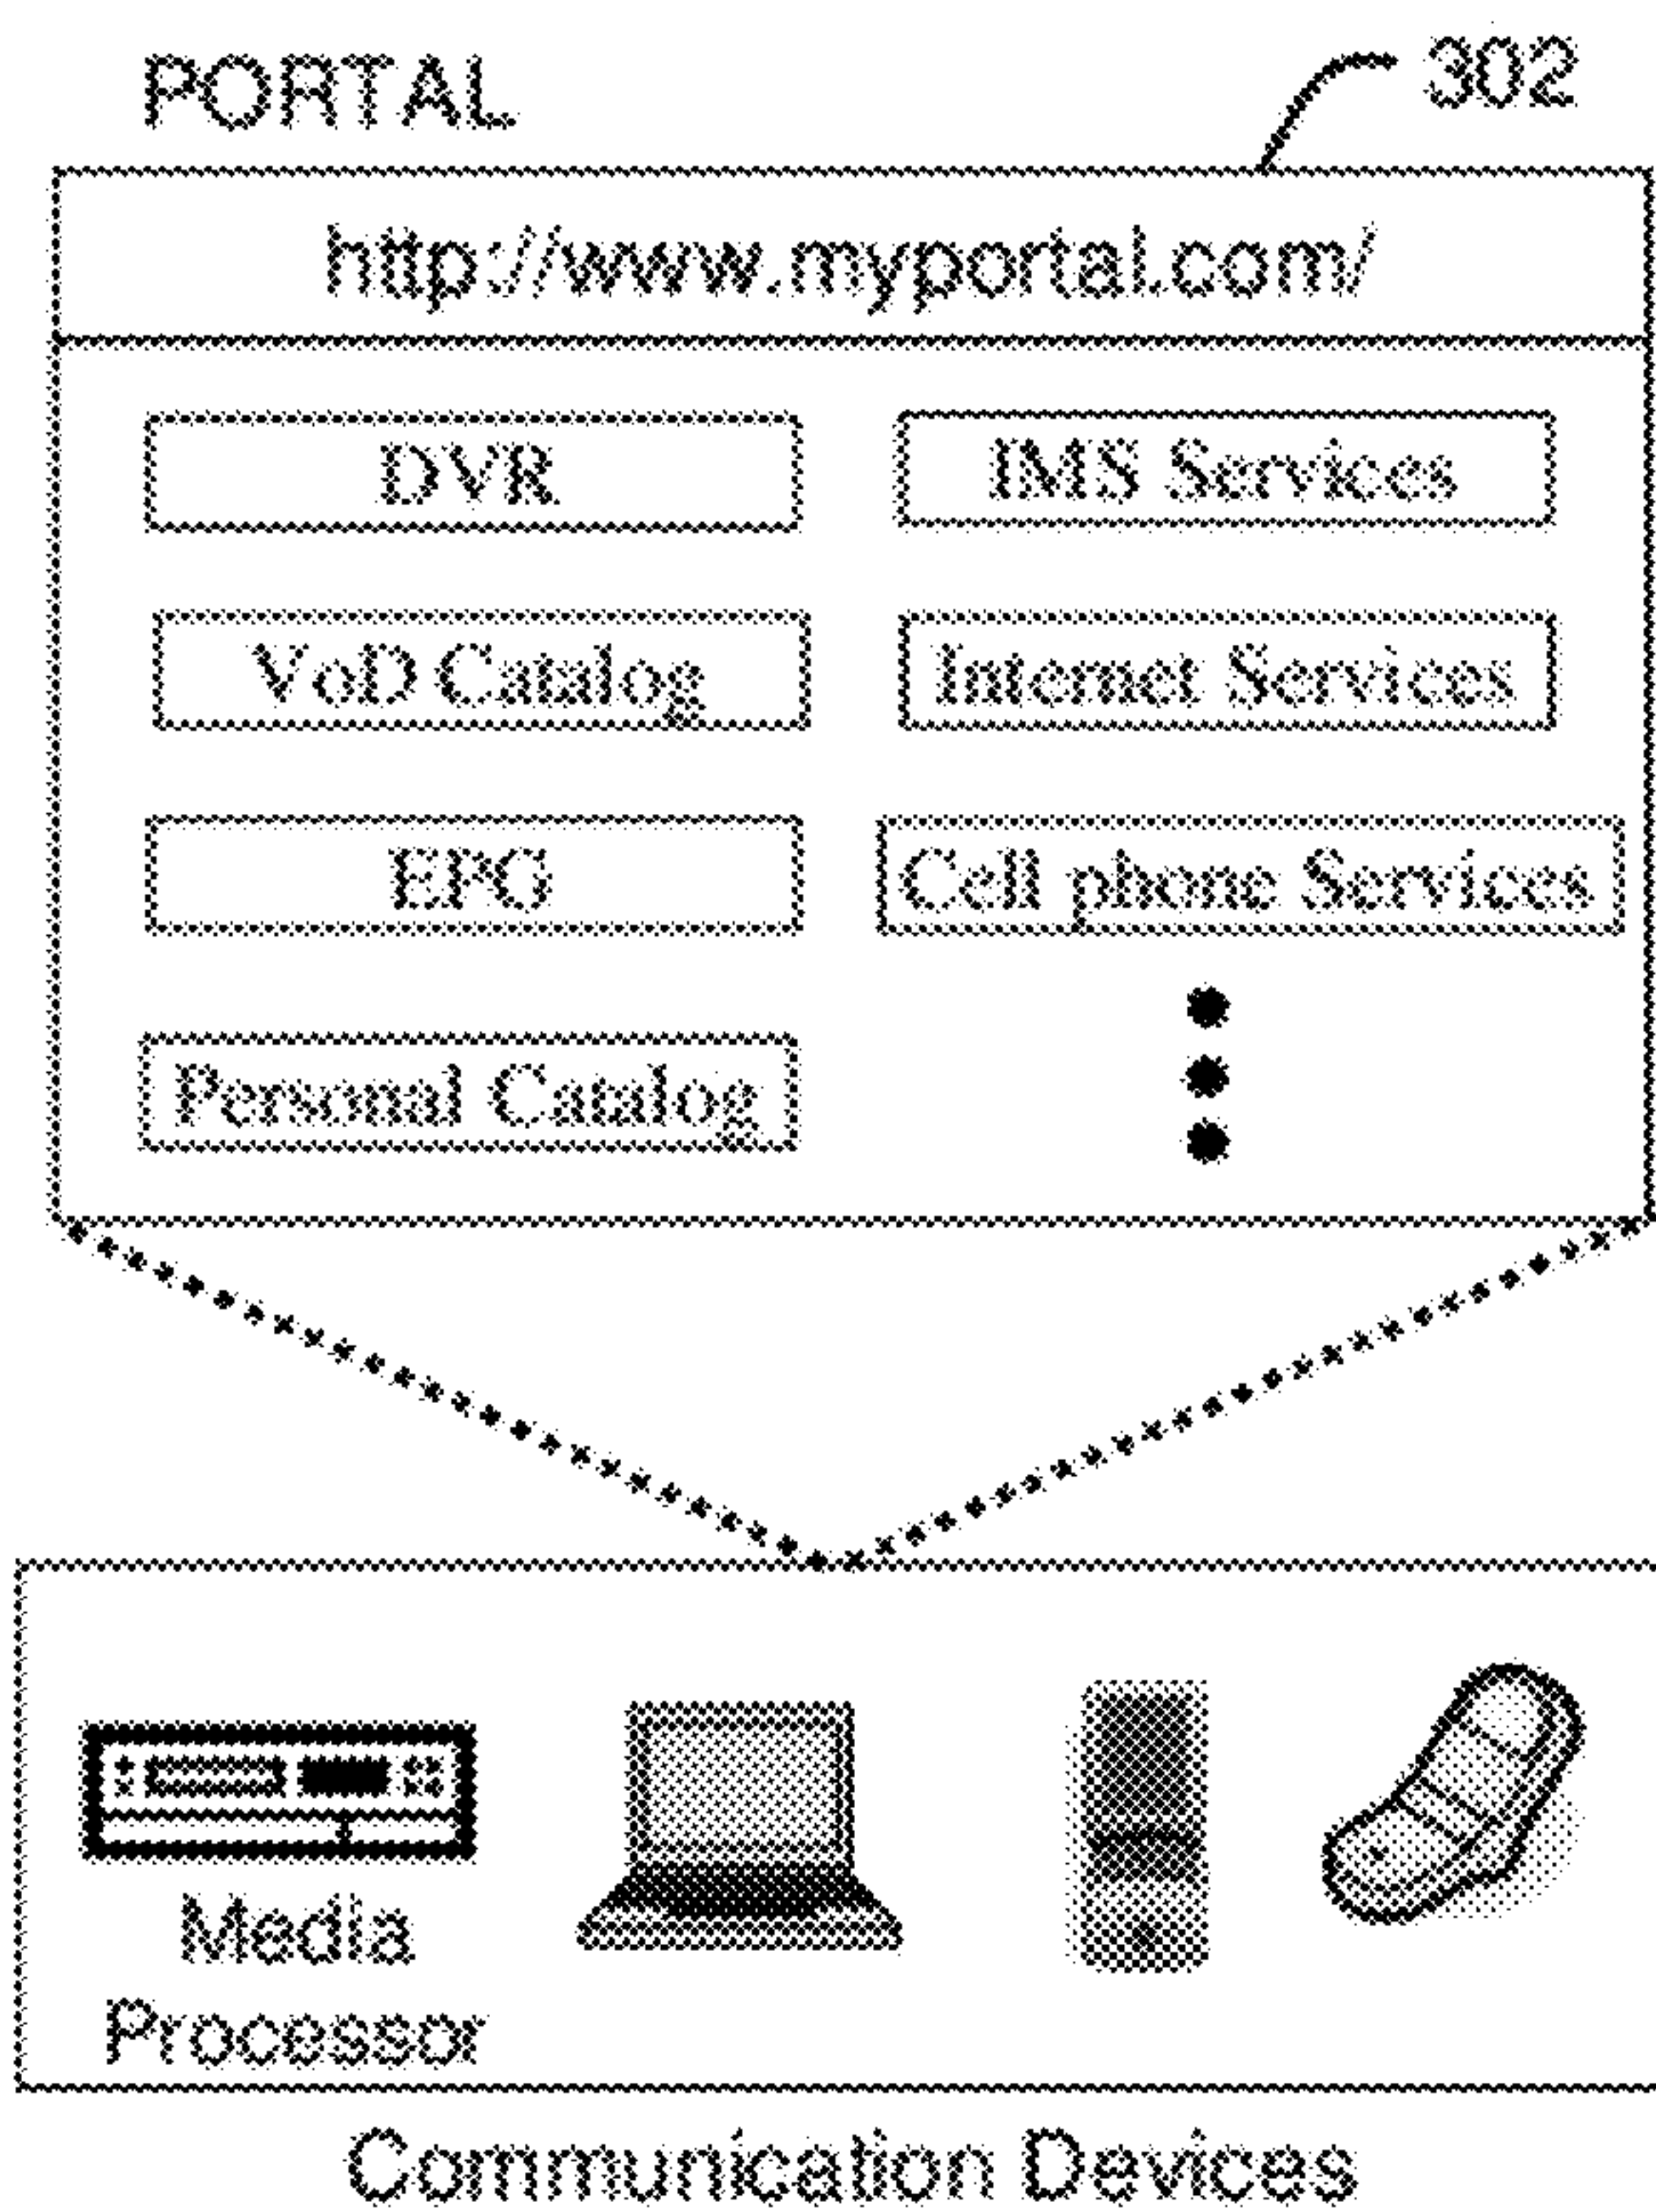 PORTAL
302
http://www.myportal.com/
DVR
IMS Services
VoD Catalog
Internet Services
EPG
Cell phone Services
Personal Catalog
Media
Processor
Communication Devices